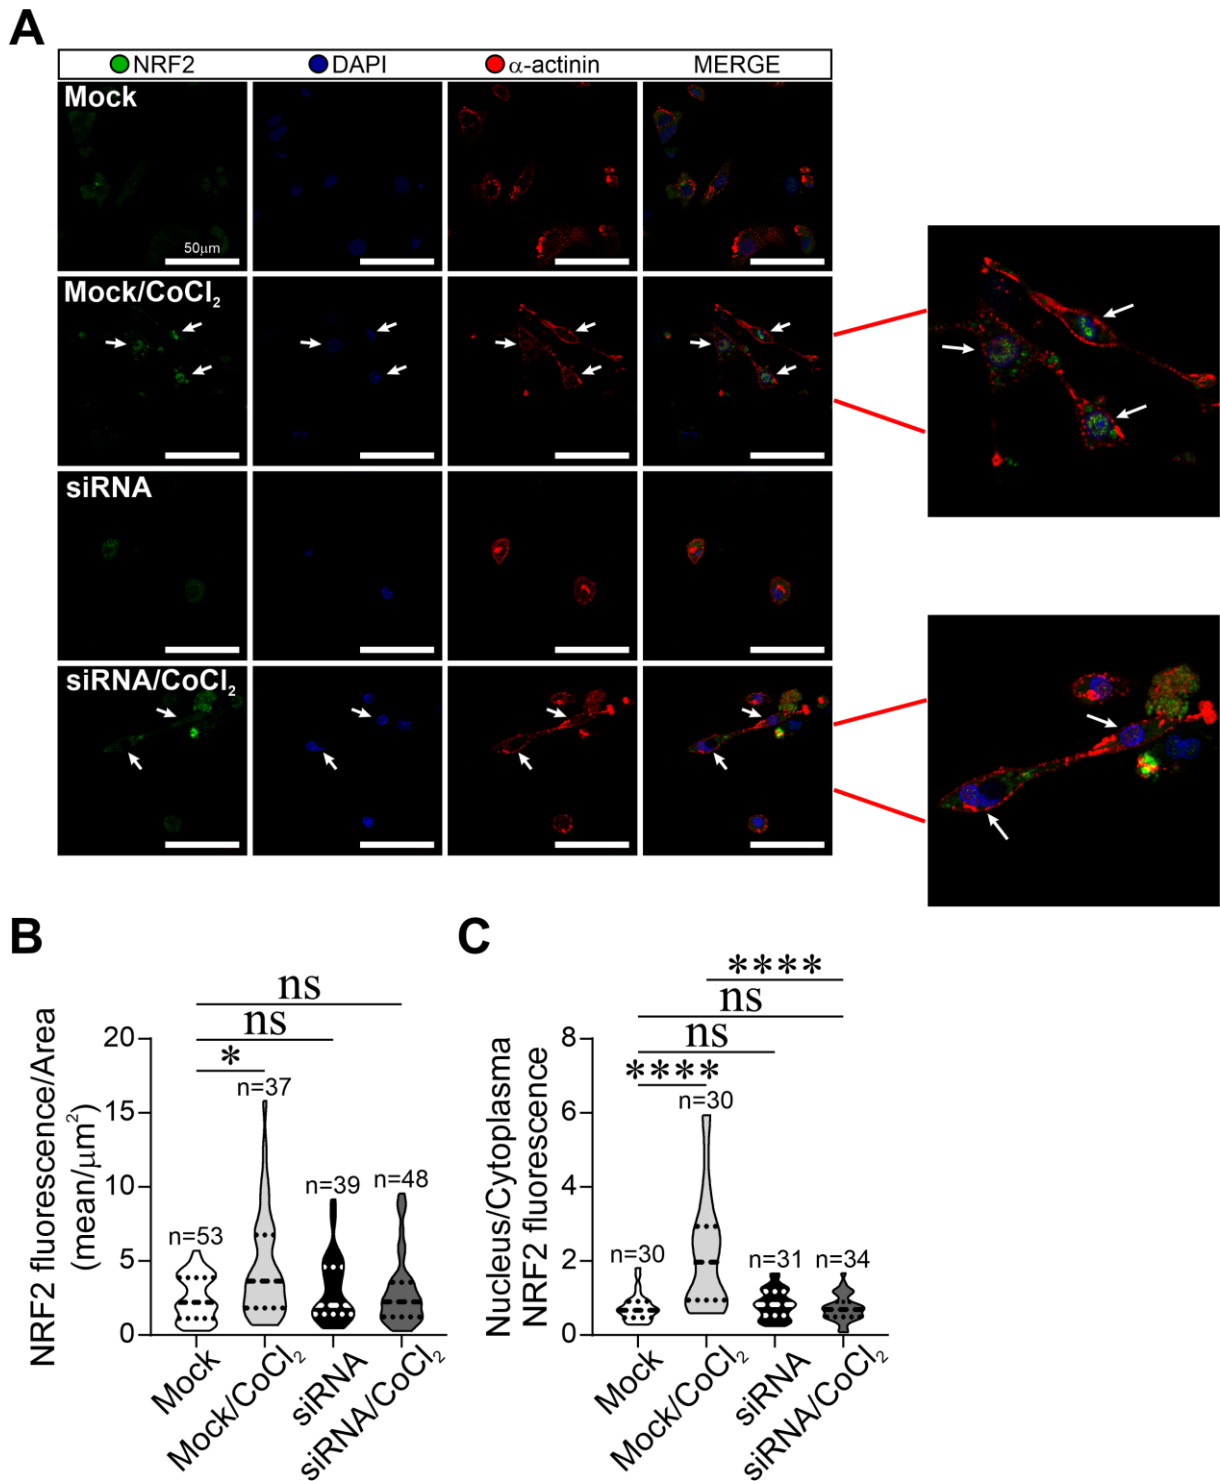 A
NRF2 DAPI α-actinin MERGE
Mock
50μm
Mock/CoCl₂
siRNA
siRNA/CoCl₂
B
NRF2 fluorescence/Area
(mean/μm²)
20
15
10
5
0
ns
ns
*
n=53
n=37
n=39
n=48
Mock
Mock/CoCl₂
siRNA
siRNA/CoCl₂
C
Nucleus/Cytoplasma
NRF2 fluorescence
8
6
4
2
0
****
ns
ns
****
n=30
n=30
n=31
n=34
Mock
Mock/CoCl₂
siRNA
siRNA/CoCl₂